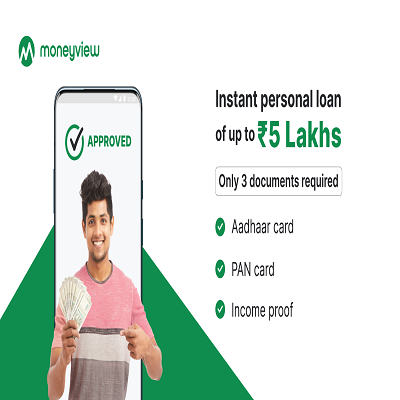 moneyview
APPROVED
Instant personal loan
of up to ₹5 Lakhs
Only 3 documents required
Aadhaar card
PAN card
Income proof